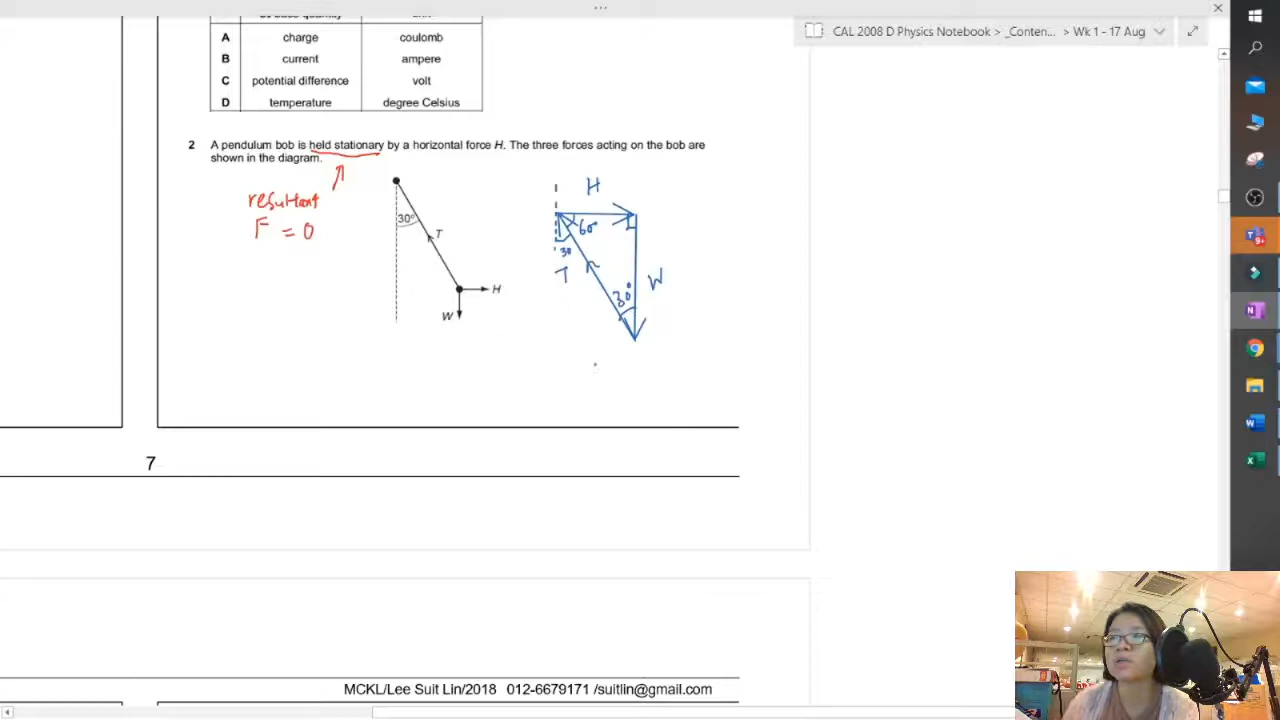 CAL 2008 D Physics Notebook > _Conten... > Wk 1 - 17 Aug
A charge coulomb
B current ampere
C potential difference volt
D temperature degree Celsius
2 A pendulum bob is held stationary by a horizontal force H. The three forces acting on the bob are
shown in the diagram.
resultant
F = 0
30°
T
H
W
H
60°
30
T
30°
W
7
MCKL/Lee Suit Lin/2018 012-6679171 /suitlin@gmail.com